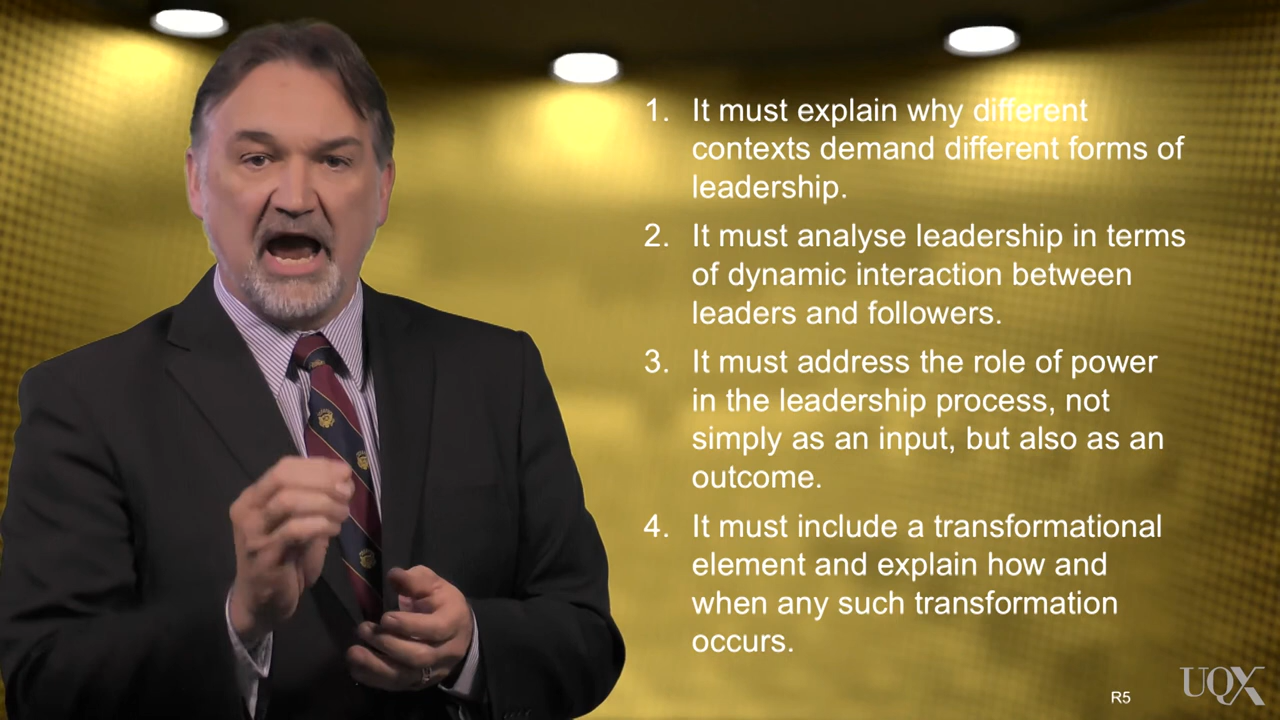 1. It must explain why different
contexts demand different forms of
leadership.
2. It must analyse leadership in terms
of dynamic interaction between
leaders and followers.
3. It must address the role of power
in the leadership process, not
simply as an input, but also as an
outcome.
4. It must include a transformational
element and explain how and
when any such transformation
occurs.
R5
UQX